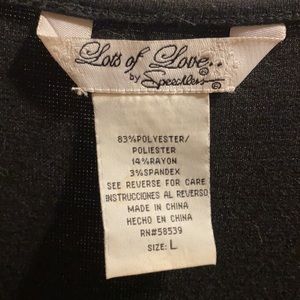 Lots of Love..
by Speechless ©
©
83%POLYESTER/
POLIESTER
14%RAYON
3%SPANDEX
SEE REVERSE FOR CARE
INSTRUCCIONES AL REVERSO
MADE IN CHINA
HECHO EN CHINA
RN#58539
SIZE: L